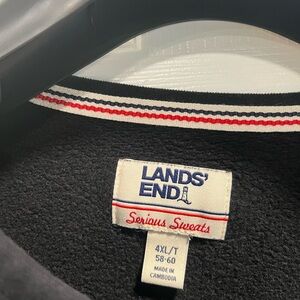 LANDS'
END
Serious Sweats
4XL/T
58-60
MADE IN
CAMBODIA